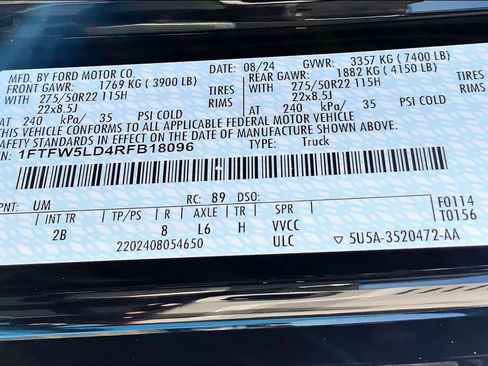 MFD. BY FORD MOTOR CO. DATE: 08/24 GVWR: 3357 KG ( 7400 LB)
FRONT GAWR: 1769 KG ( 3900 LB) REAR GAWR: 1882 KG ( 4150 LB)
275/50R22 115H TIRES 275/50R22 115H TIRES
22x8.5J RIMS 22x8.5J RIMS
AT 240 kPa/ 35 PSI COLD AT 240 kPa/ 35 PSI COLD
THIS VEHICLE CONFORMS TO ALL APPLICABLE FEDERAL MOTOR VEHICLE
SAFETY STANDARDS IN EFFECT ON THE DATE OF MANUFACTURE SHOWN ABOVE.
1FTFW5LD4RFB18096 TYPE: Truck
PNT: UM RC: 89 DSO: F0114
INT TR TP/PS R AXLE TR SPR T0156
2B 8 L6 H VVCC
2202408054650 ULC ▽ 5U5A-3520472-AA